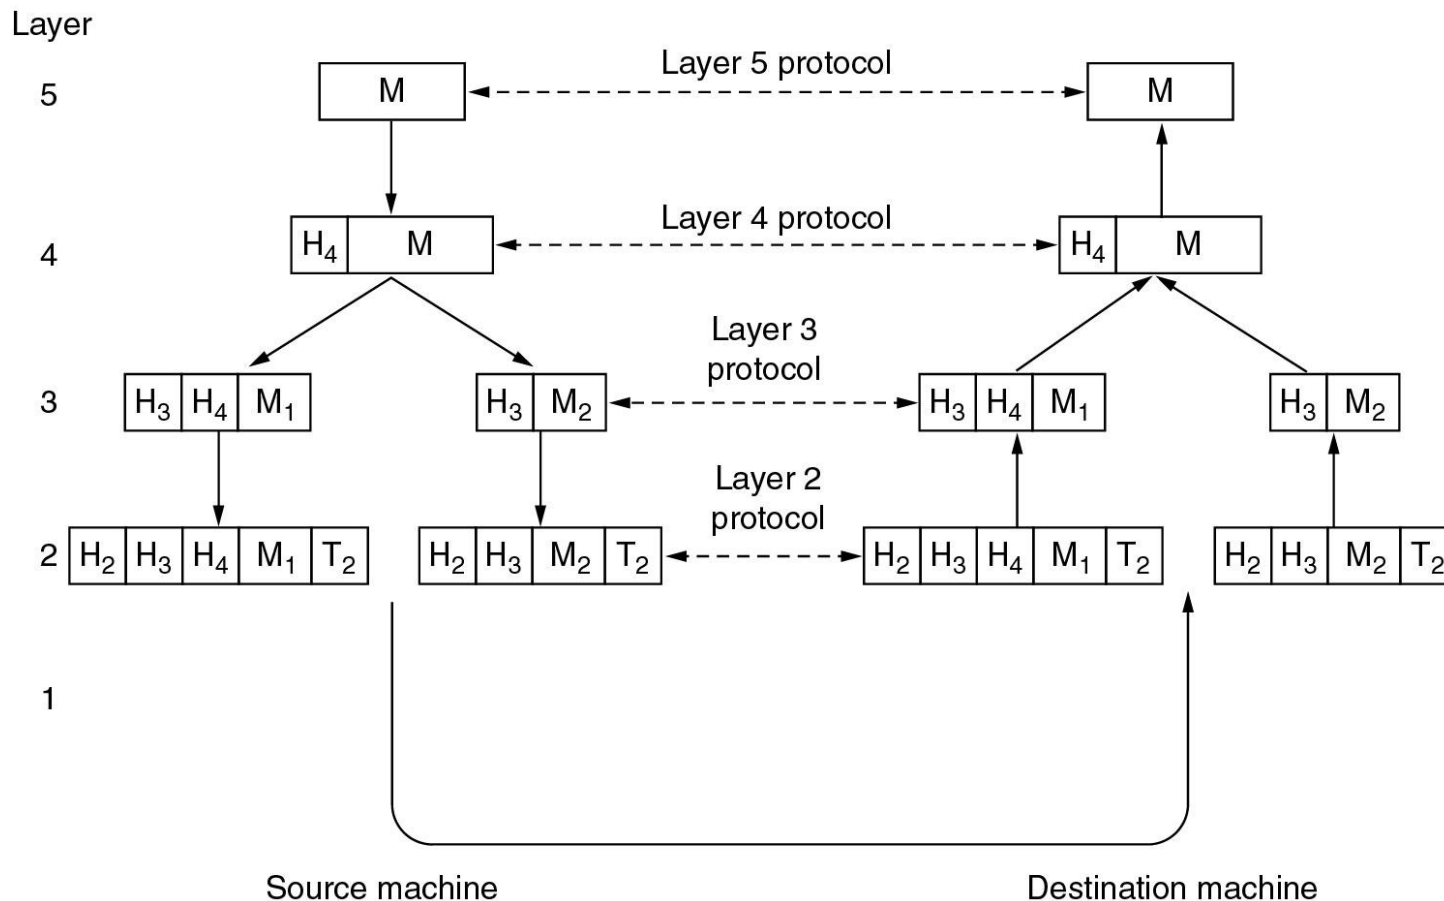 Layer
5
M
Layer 5 protocol
M
4
H₄ M
Layer 4 protocol
H₄ M
3
H₃ H₄ M₁
H₃ M₂
Layer 3
protocol
H₃ H₄ M₁
H₃ M₂
2
H₂ H₃ H₄ M₁ T₂
H₂ H₃ M₂ T₂
Layer 2
protocol
H₂ H₃ H₄ M₁ T₂
H₂ H₃ M₂ T₂
1
Source machine
Destination machine